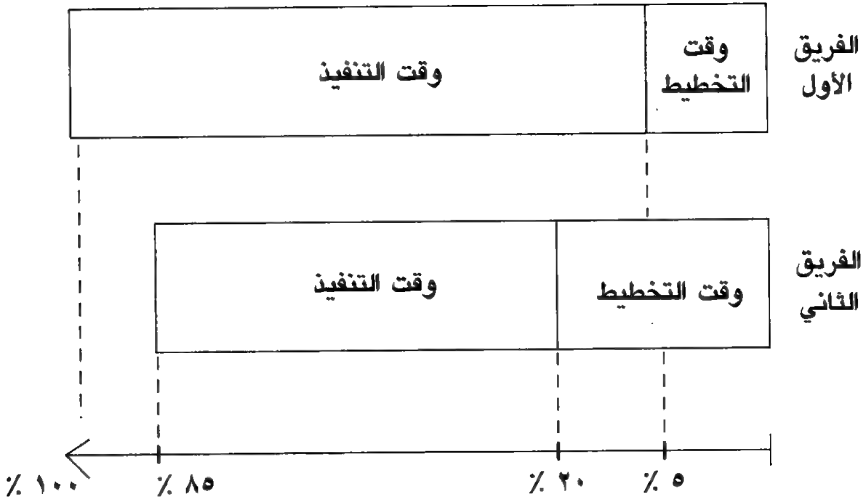 الفريق
الأول
وقت
التخطيط
وقت التنفيذ
الفريق
الثاني
وقت التخطيط
وقت التنفيذ
٥ ٪
٢٠ ٪
٨٥ ٪
١٠٠ ٪